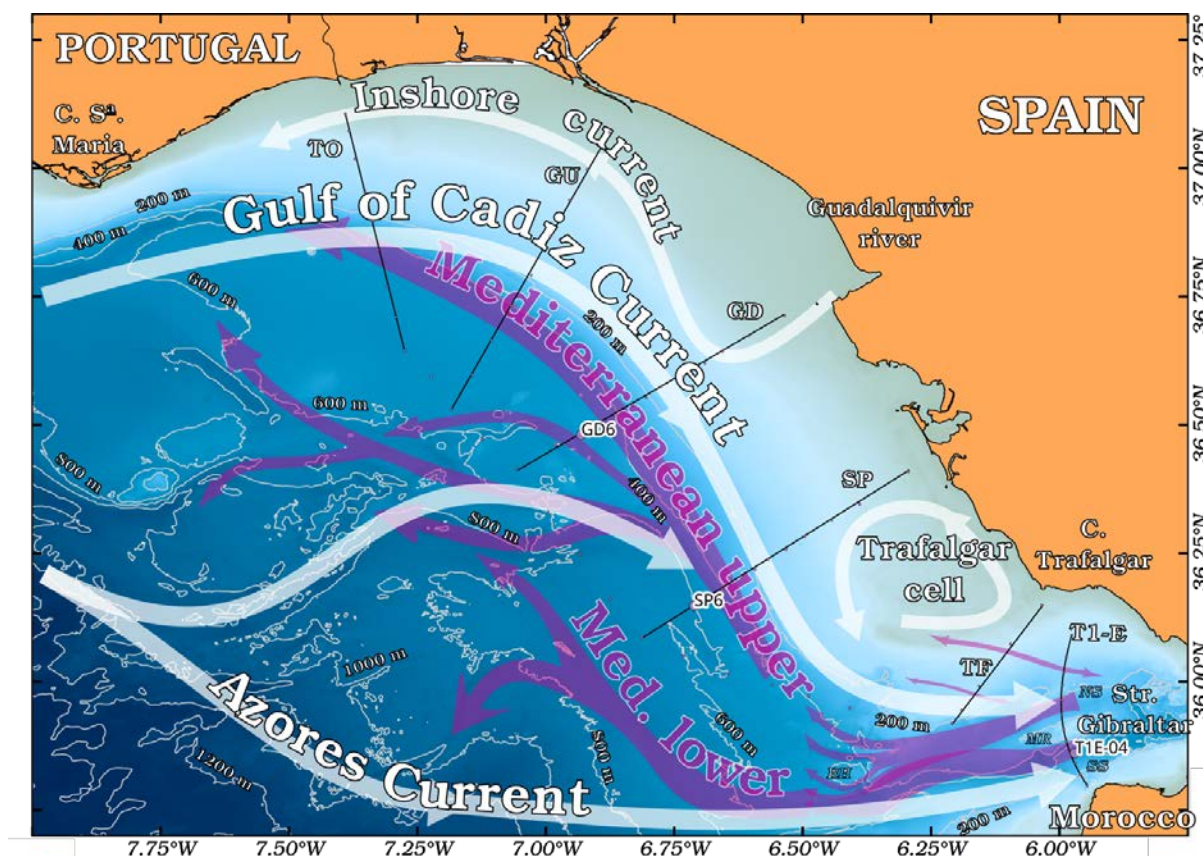 PORTUGAL
SPAIN
C. Sª.
Maria
Inshore current
TO
GU
Guadalquivir
river
200 m
400 m
Gulf of Cadiz Current
600 m
Mediterranean upper
200 m
GD
600 m
GD6
800 m
400 m
SP
800 m
Trafalgar
cell
C.
Trafalgar
SP6
Med. lower
T1-E
TF
1000 m
NS
Str.
Gibraltar
200 m
600 m
MR
T1E-04
Azores Current
800 m
BH
SS
1200 m
200 m
Morocco
37.25°
37.00°N
36.75°N
36.50°N
36.75°N
36.00°N
7.75°W
7.50°W
7.25°W
7.00°W
6.75°W
6.50°W
6.25°W
6.00°W